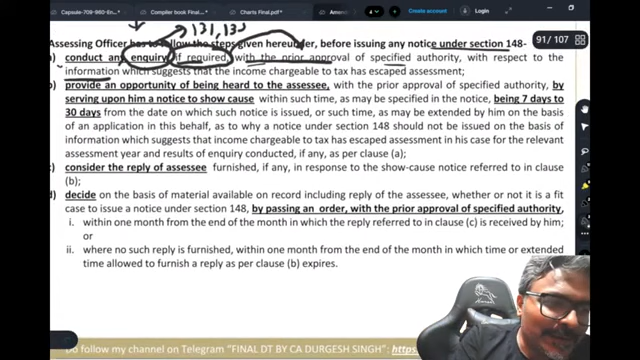 Capsule-709-960-En...
Charts Final....
Amendment...
Create Free Account
Sign In
131, 133
91 / 107
Assessing Officer has to follow the steps given hereunder, before issuing any notice under section 148-
conduct any enquiry, if required, with the prior approval of specified authority, with respect to the
information which suggests that the income chargeable to tax has escaped assessment;
provide an opportunity of being heard to the assessee, with the prior approval of specified authority, by
serving upon him a notice to show cause within such time, as may be specified in the notice, being 7 days to
30 days from the date on which such notice is issued, or such time, as may be extended by him on the basis
of an application in this behalf, as to why a notice under section 148 should not be issued on the basis of
information which suggests that income chargeable to tax has escaped assessment in his case for the relevant
assessment year and results of enquiry conducted, if any, as per clause (a);
consider the reply of assessee furnished, if any, in response to the show-cause notice referred to in clause
(b);
decide on the basis of material available on record including reply of the assessee, whether or not it is a fit
case to issue a notice under section 148, by passing an order, with the prior approval of specified authority,
i. within one month from the end of the month in which the reply referred to in clause (c) is received by him;
or
ii. where no such reply is furnished, within one month from the end of the month in which time or extended
time allowed to furnish a reply as per clause (b) expires.
Do follow my channel on Telegram "FINAL DT BY CA DURGESH SINGH" https: